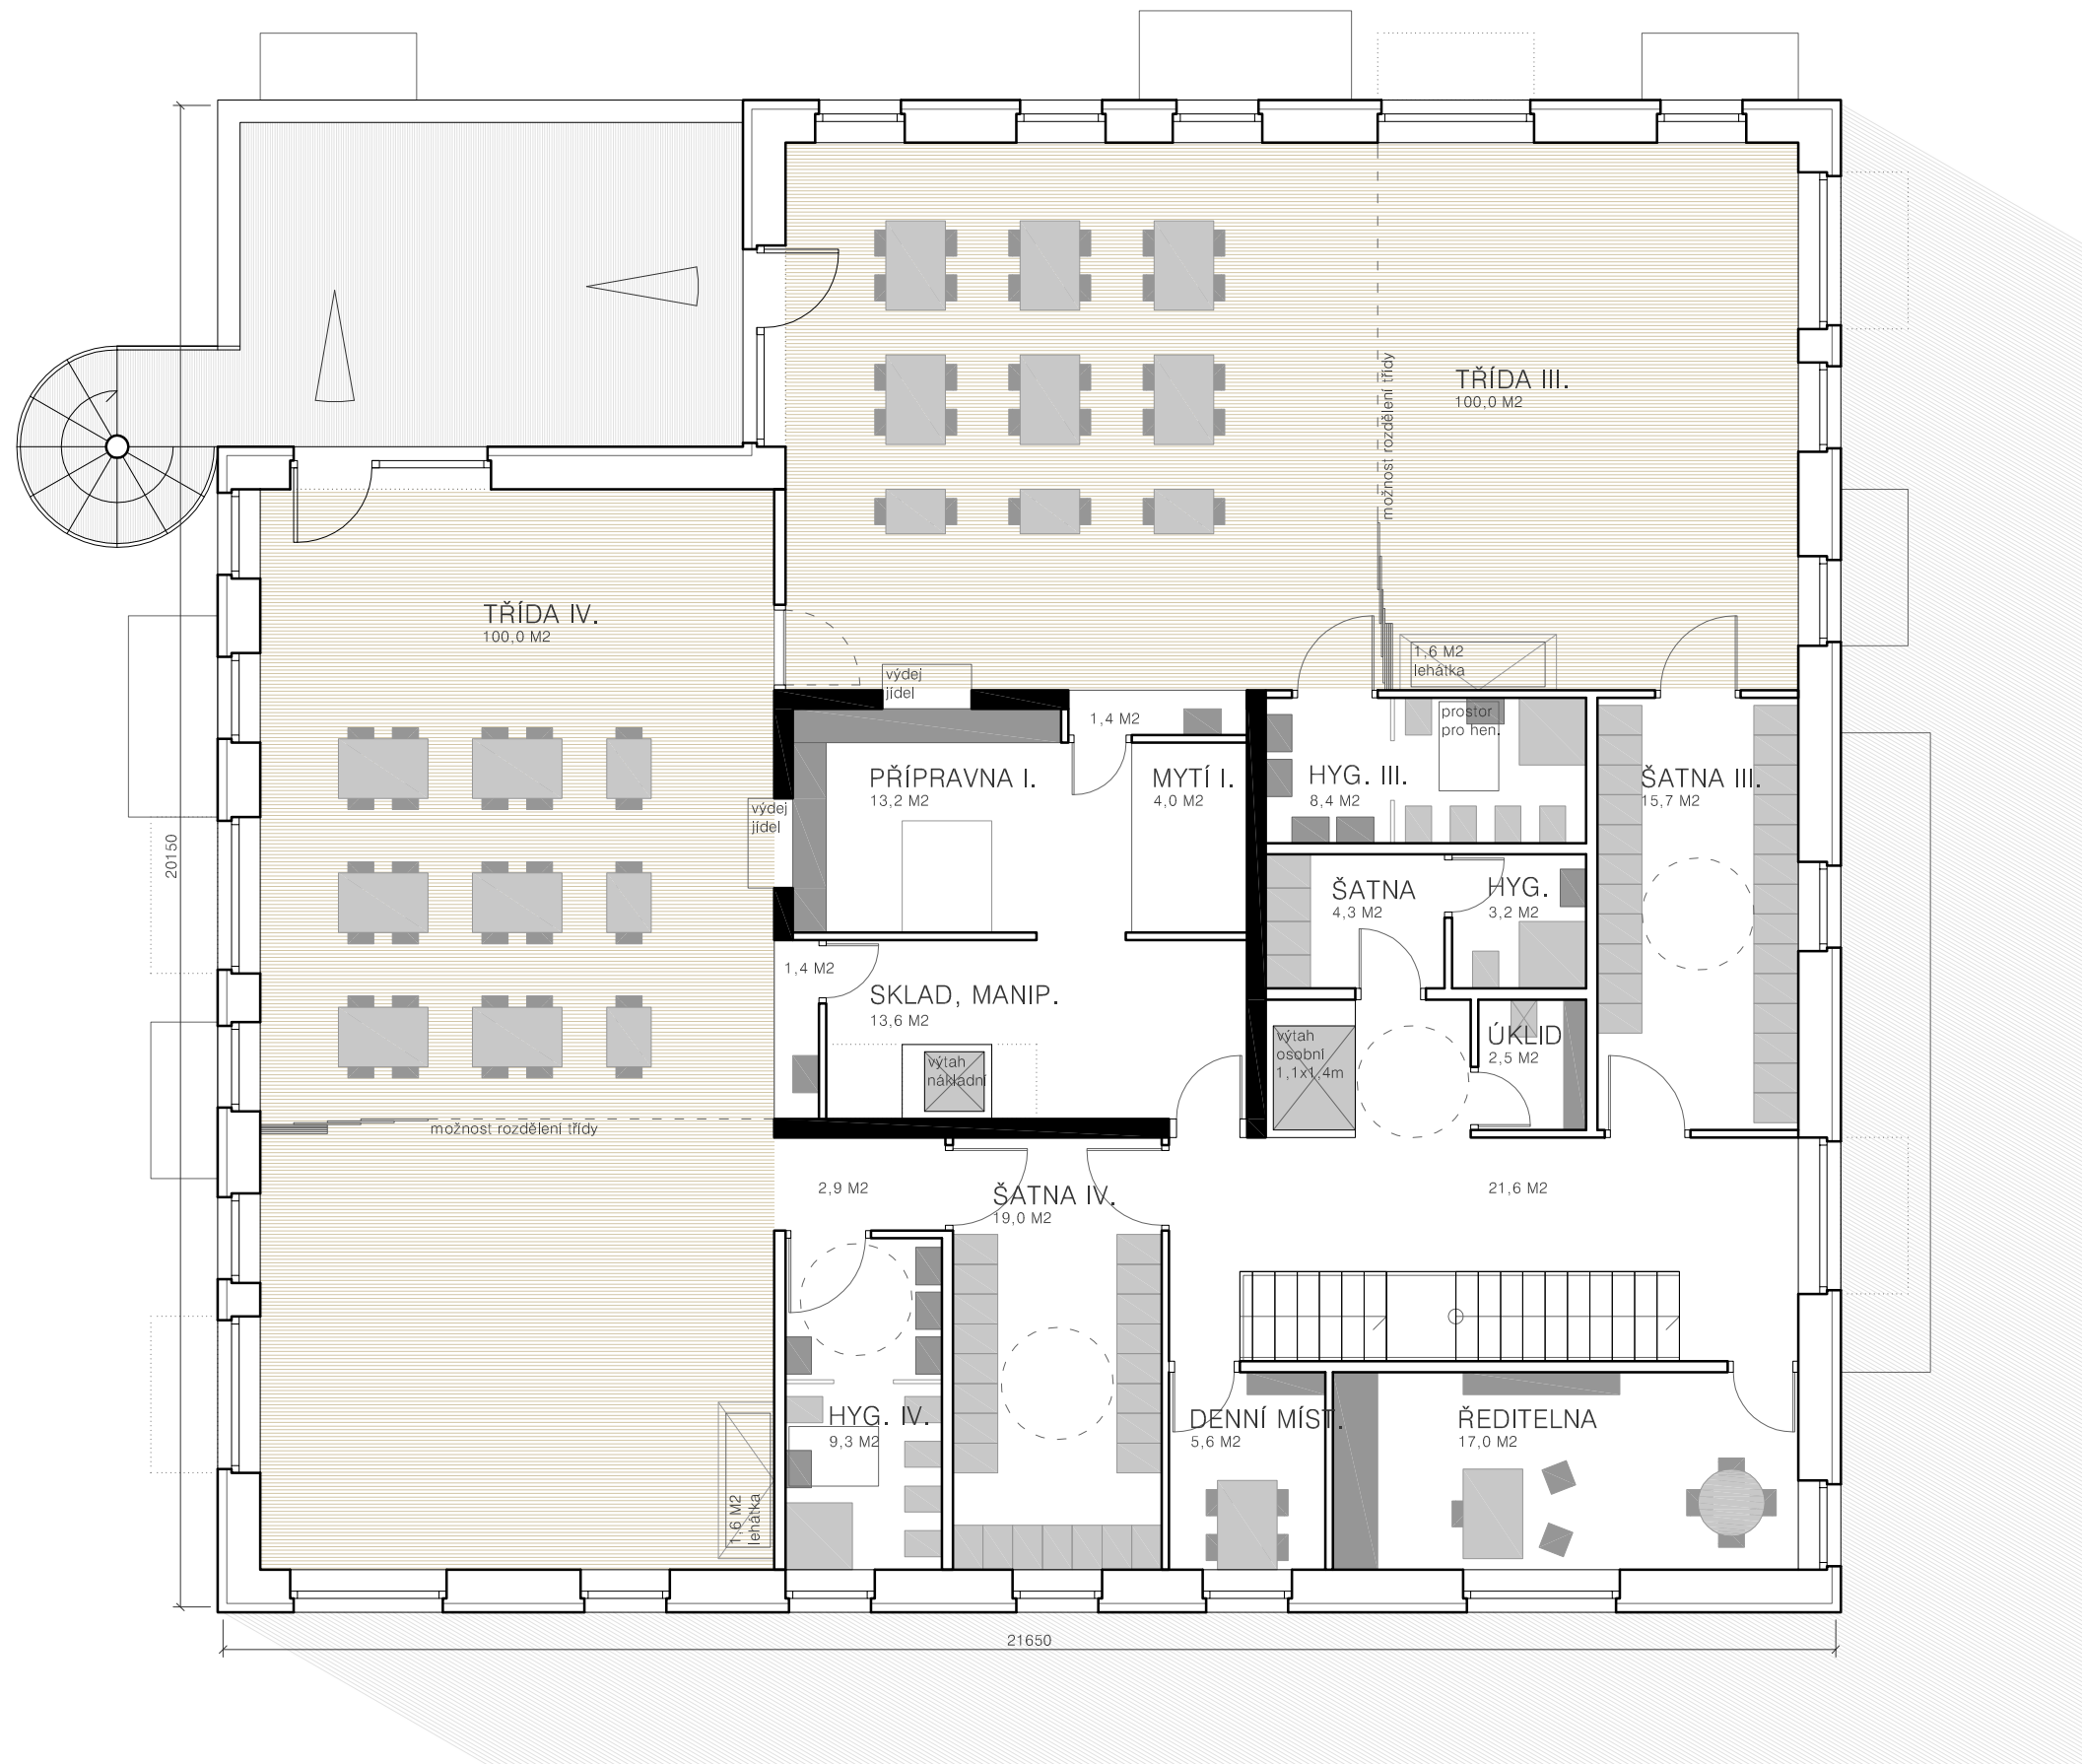 TŘÍDA III.
100,0 M2
možnost rozdělení třídy
TŘÍDA IV.
100,0 M2
výdej
jídel
1,6 M2
lehátka
1,4 M2
prostor
pro hen.
PŘÍPRAVNA I.
13,2 M2
MYTÍ I.
4,0 M2
HYG. III.
8,4 M2
ŠATNA III.
15,7 M2
výdej
jídel
20150
ŠATNA
4,3 M2
HYG.
3,2 M2
1,4 M2
SKLAD, MANIP.
13,6 M2
výtah
nákladní
výtah
osobní
1,1x1,4m
ÚKLID
2,5 M2
možnost rozdělení třídy
2,9 M2
ŠATNA IV.
19,0 M2
21,6 M2
HYG. IV.
9,3 M2
DENNÍ MÍST.
5,6 M2
ŘEDITELNA
17,0 M2
1,6 M2
lehátka
21650